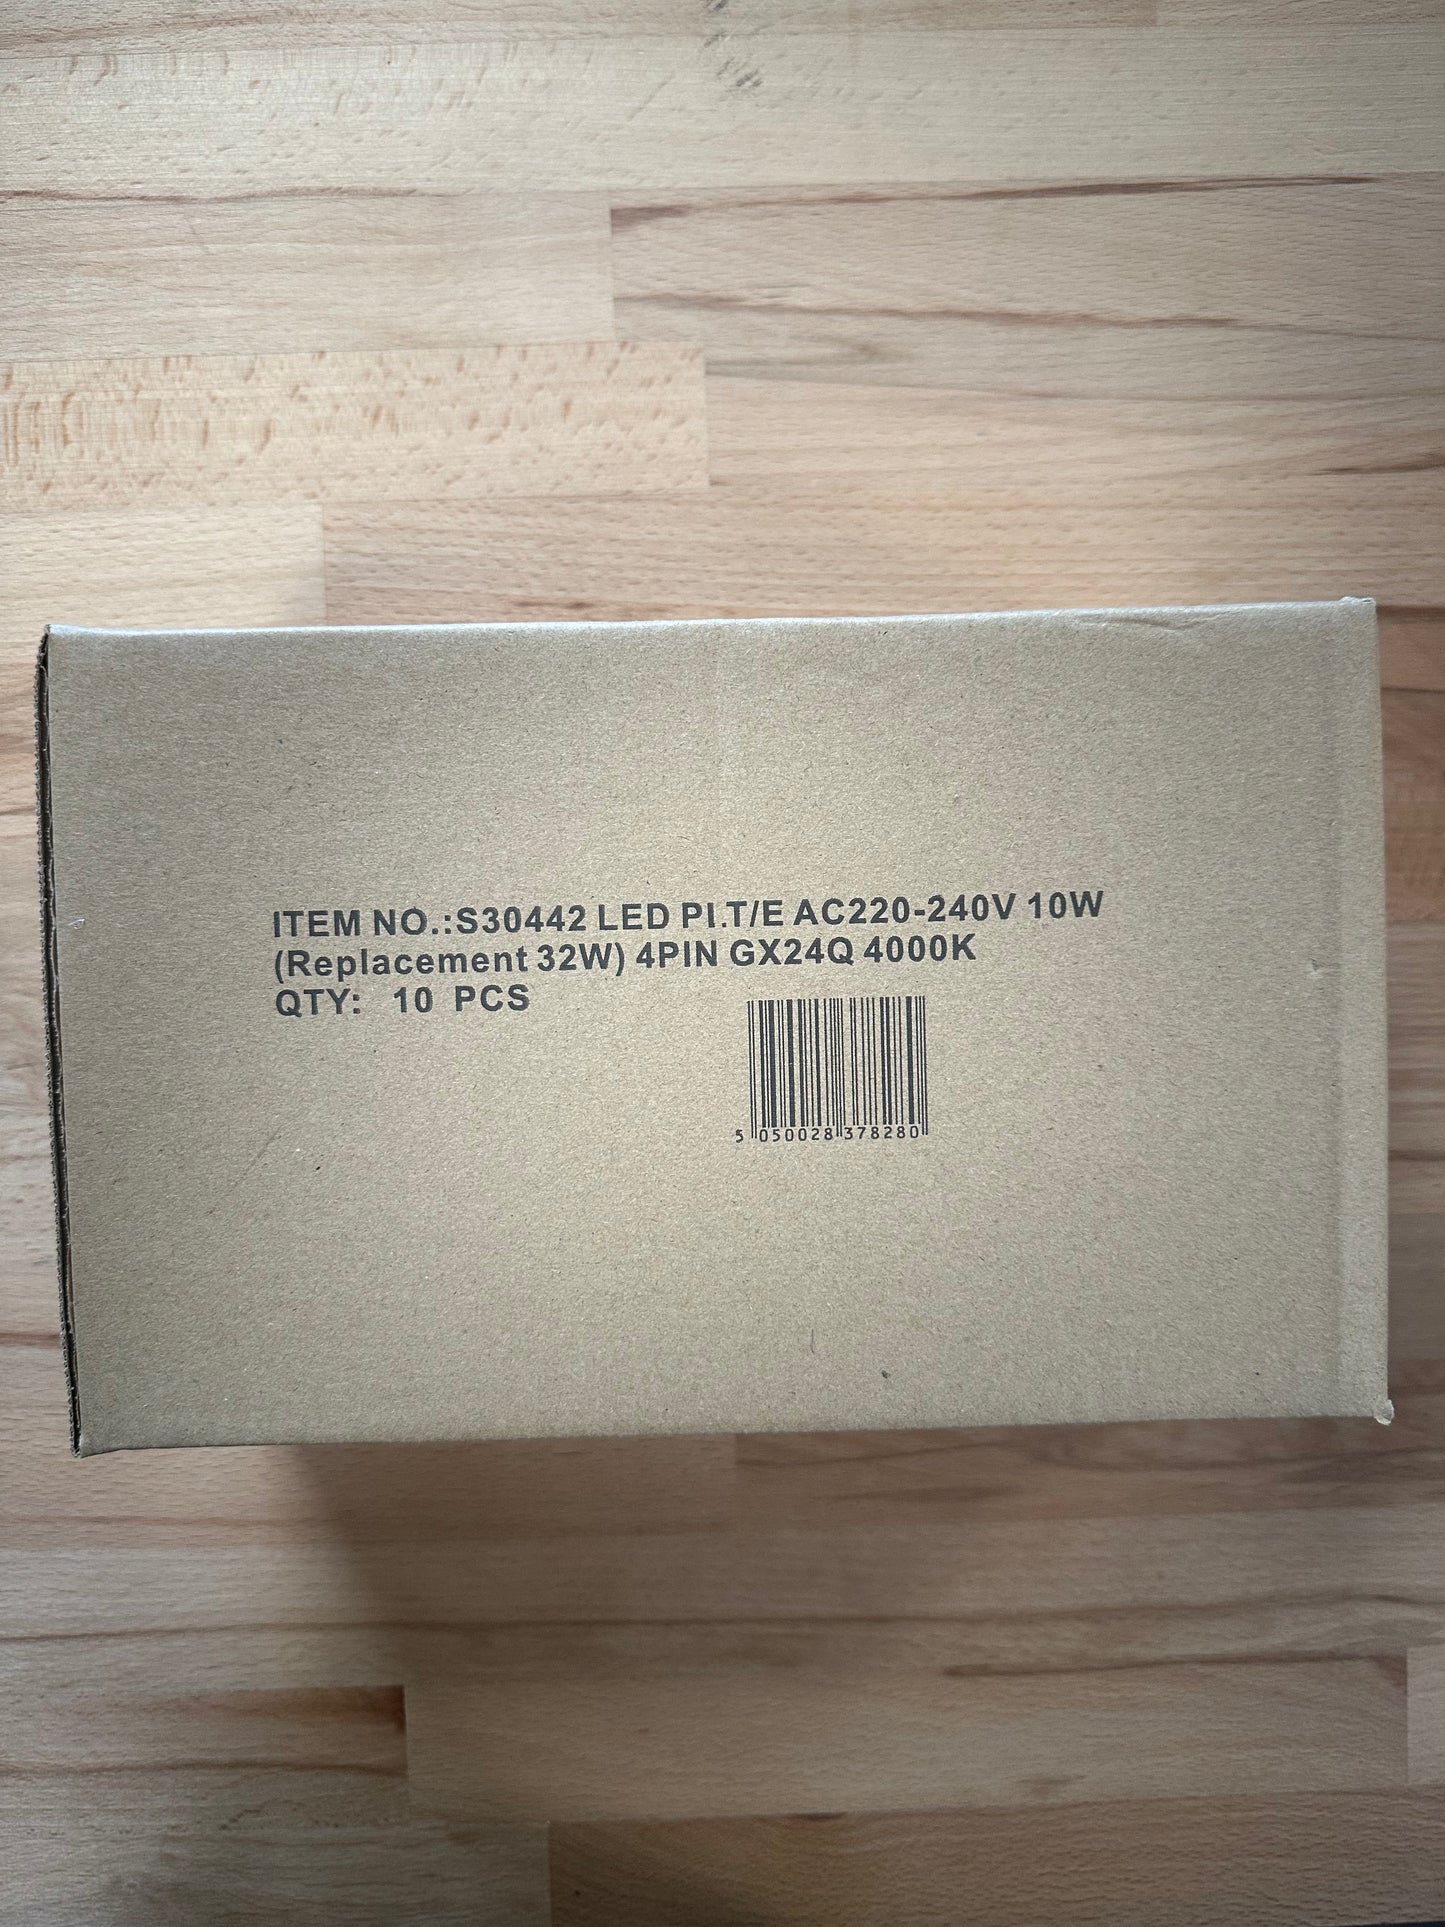 ITEM NO.:S30442 LED PI.T/E AC220-240V 10W
(Replacement 32W) 4PIN GX24Q 4000K
QTY: 10 PCS
5 050028 378280